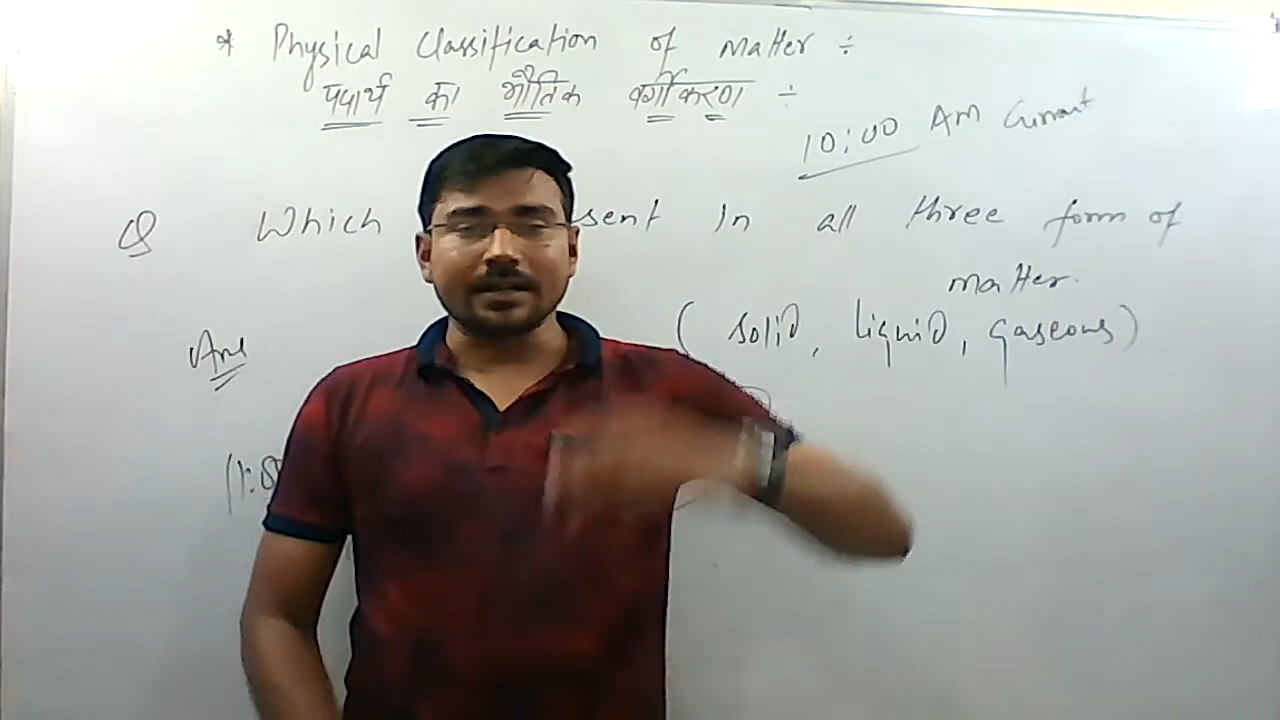 * Physical Classification of matter ÷
पदार्थ का भौतिक वर्गीकरण ÷
10:00 AM Current
Q Which sent in all three form of
matter.
Ans (solid, liquid, gaseous)